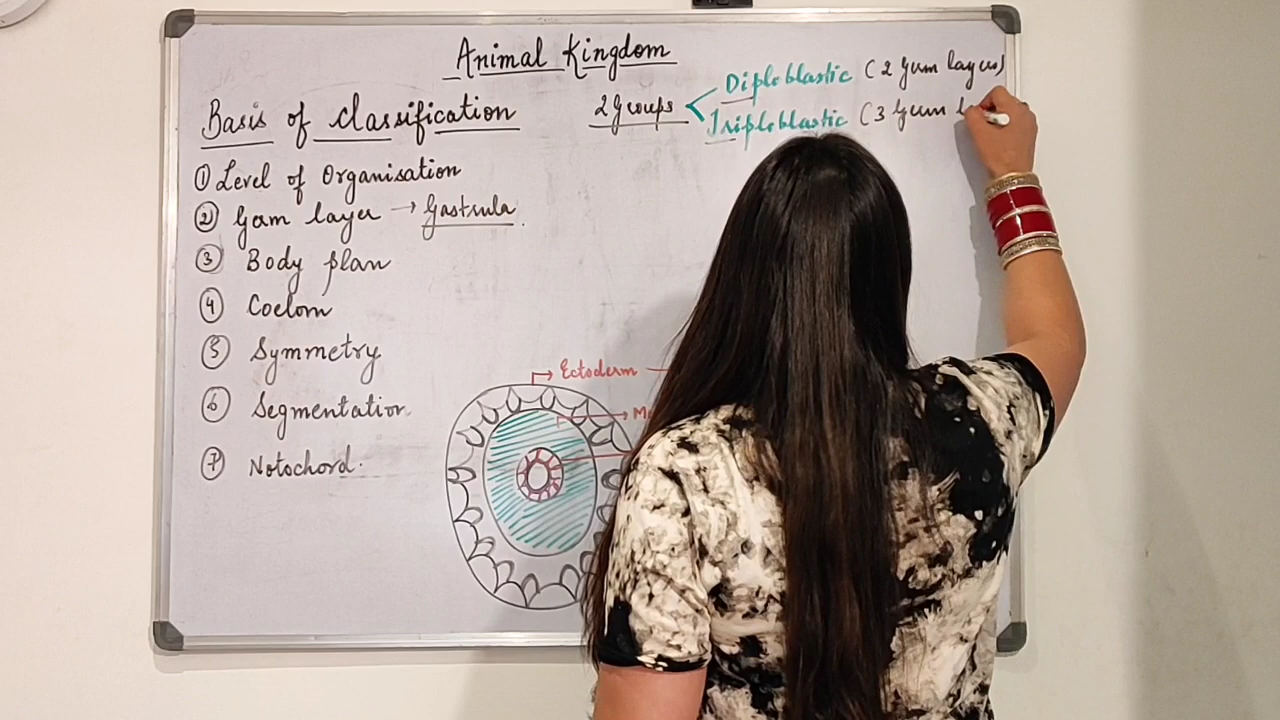 Animal Kingdom
Basis of classification
2 groups
Diploblastic (2 germ layers)
Triploblastic (3 germ l
① Level of Organisation
② Germ layer → Gastrula.
③ Body plan
④ Coelom
⑤ Symmetry
⑥ Segmentation
⑦ Notochord.
Ectoderm